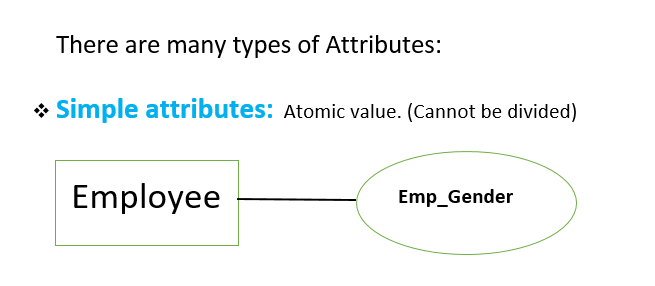 There are many types of Attributes:
❖ Simple attributes: Atomic value. (Cannot be divided)
Employee
Emp_Gender